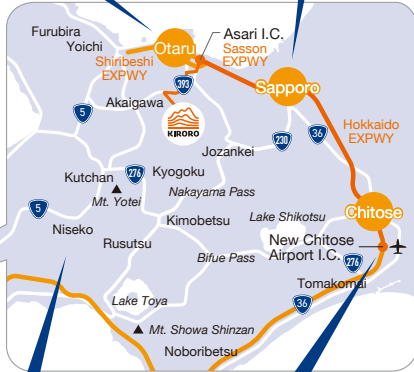 Furubira
Yoichi
Otaru
Asari I.C.
Sasson
EXPWY
Shiribeshi
EXPWY
393
Sapporo
Akaigawa
5
KIRORO
36
Hokkaido
EXPWY
230
Jozankei
276
Kyogoku
Kutchan
Mt. Yotei
Nakayama Pass
5
Chitose
Kimobetsu
Lake Shikotsu
Niseko
Rusutsu
New Chitose
Airport I.C.
Bifue Pass
276
Tomakomai
Lake Toya
36
Mt. Showa Shinzan
Noboribetsu